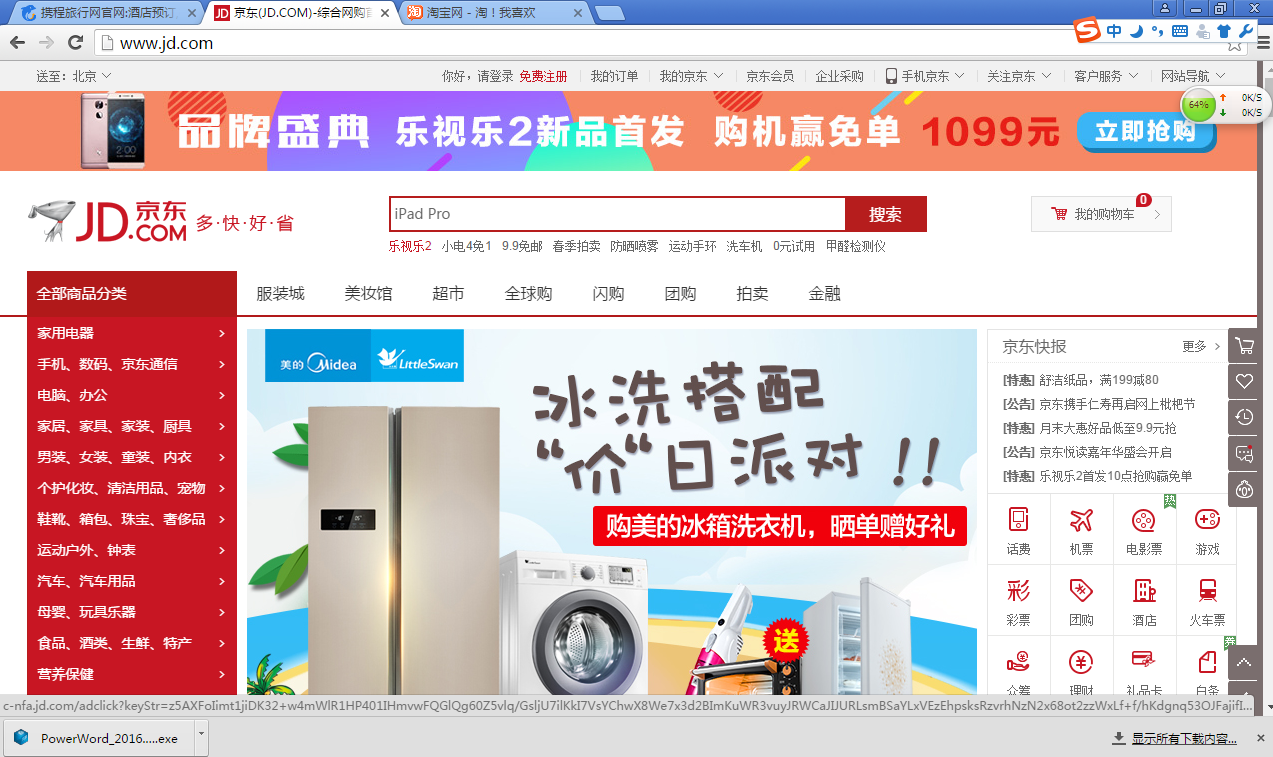 携程旅行网官网:酒店预订
京东(JD.COM)-综合网购首
淘宝网 - 淘！我喜欢
www.jd.com
中
送至：北京
你好，请登录 免费注册
我的订单
我的京东
京东会员
企业采购
手机京东
关注京东
客户服务
网站导航
64%
0K/S
0K/S
2:00
品牌盛典 乐视乐2新品首发 购机赢免单 1099元 立即抢购
JD京东
.COM
多·快·好·省
iPad Pro
搜索
我的购物车
0
乐视乐2 小电4免1 9.9免邮 春季拍卖 防晒喷雾 运动手环 洗车机 0元试用 甲醛检测仪
全部商品分类
服装城 美妆馆 超市 全球购 闪购 团购 拍卖 金融
家用电器
手机、数码、京东通信
电脑、办公
家居、家具、家装、厨具
男装、女装、童装、内衣
个护化妆、清洁用品、宠物
鞋靴、箱包、珠宝、奢侈品
运动户外、钟表
汽车、汽车用品
母婴、玩具乐器
食品、酒类、生鲜、特产
营养保健
美的 Midea LittleSwan
冰洗搭配
“价”日派对！！
购美的冰箱洗衣机，晒单赠好礼
送
京东快报
更多
[特惠] 舒洁纸品，满199减80
[公告] 京东携手仁寿再启网上枇杷节
[特惠] 月末大惠好品低至9.9元抢
[公告] 京东悦读嘉年华盛会开启
[特惠] 乐视乐2首发10点抢购赢免单
热
话费 机票 电影票 游戏
彩票 团购 酒店 火车票
众筹 理财 礼品卡 白条
c-nfa.jd.com/adclick?keyStr=z5AXFoIimt1jiDK32+w4mWlR1HP401IHmvwFQGlQg60Z5vlq/GsljU7ilKkI7VsYChwX8We7x3d2BImKuWR3vuyJRWCaJIJURLsmBSaYLxVEzEhpsksRzvrhNzN2x68ot2zzWxLf+f/hKdgnq53OJFajifI...
PowerWord_2016.....exe
显示所有下载内容...